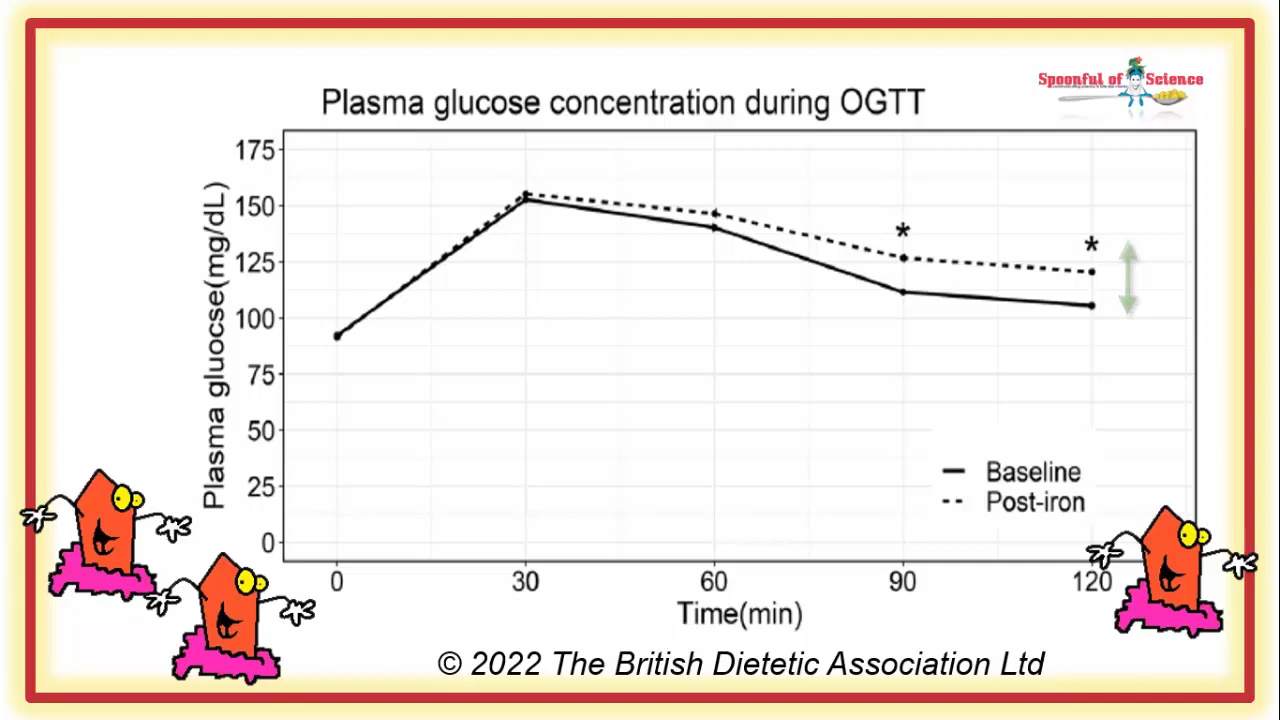 Spoonful of Science
Plasma glucose concentration during OGTT
Plasma gluocse(mg/dL)
175
150
125
100
75
50
25
0
*
*
Baseline
Post-iron
0 30 60 90 120
Time(min)
© 2022 The British Dietetic Association Ltd